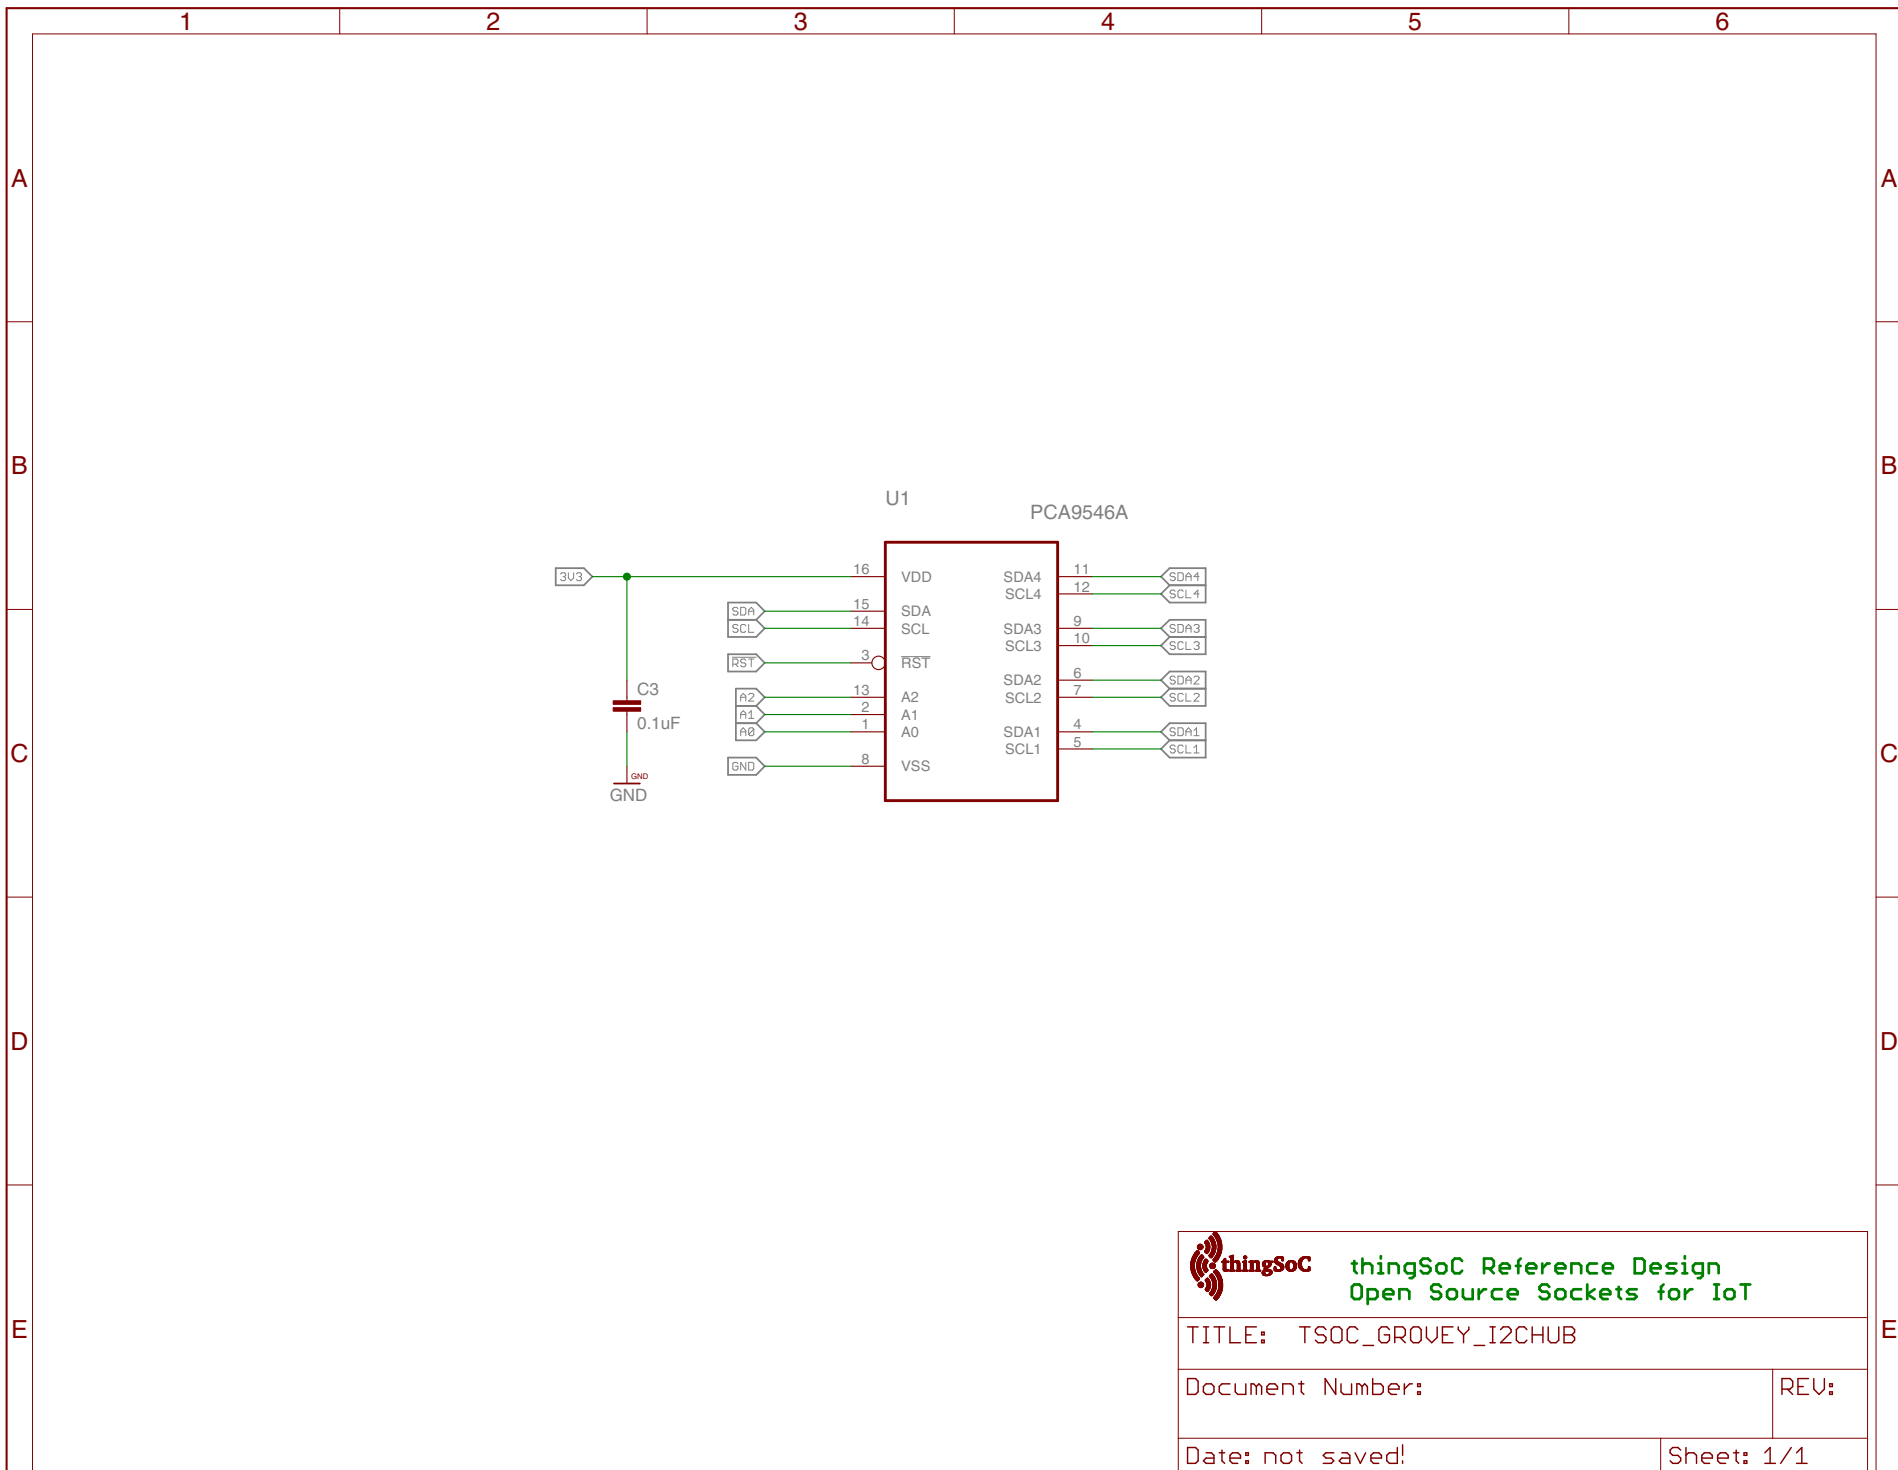 1 2 3 4 5 6
A A
B B
U1
PCA9546A
3V3 16 VDD SDA4 11 SDA4
SCL4 12 SCL4
SDA 15 SDA
SCL 14 SCL SDA3 9 SDA3
SCL3 10 SCL3
RST 3 RST
SDA2 6 SDA2
C3 A2 13 A2 SCL2 7 SCL2
A1 2 A1
0.1uF A0 1 A0 SDA1 4 SDA1
SCL1 5 SCL1
C C
GND 8 VSS
GND
GND
D D
thingSoC thingSoC Reference Design
Open Source Sockets for IoT
E E
TITLE: TSOC_GROVEY_I2CHUB
Document Number: REV:
Date: not saved! Sheet: 1/1